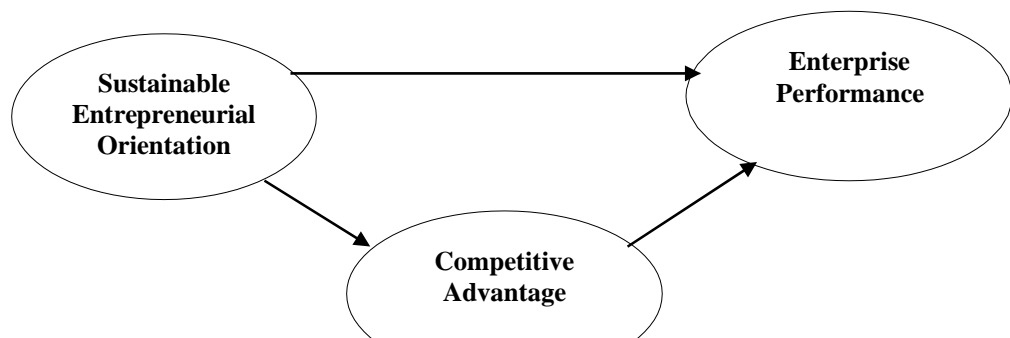 Sustainable
Entrepreneurial
Orientation
Enterprise
Performance
Competitive
Advantage